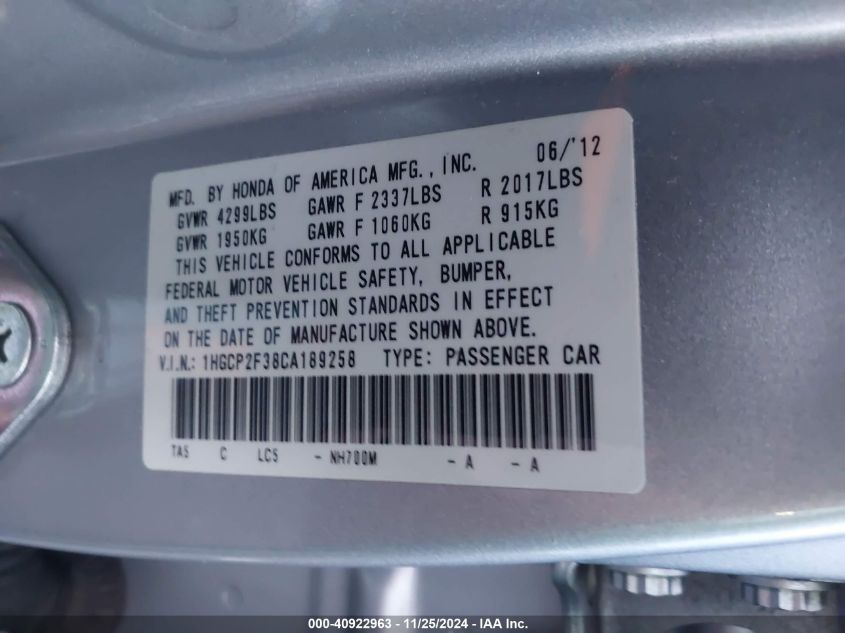 MFD. BY HONDA OF AMERICA MFG., INC. 06/'12
GVWR 4299LBS GAWR F 2337LBS R 2017LBS
GVWR 1950KG GAWR F 1060KG R 915KG
THIS VEHICLE CONFORMS TO ALL APPLICABLE
FEDERAL MOTOR VEHICLE SAFETY, BUMPER,
AND THEFT PREVENTION STANDARDS IN EFFECT
ON THE DATE OF MANUFACTURE SHOWN ABOVE.
V.I.N.: 1HGCP2F38CA189258 TYPE: PASSENGER CAR
TA5 C LC5 - NH700M - A - A
000-40922963 - 11/25/2024 - IAA Inc.